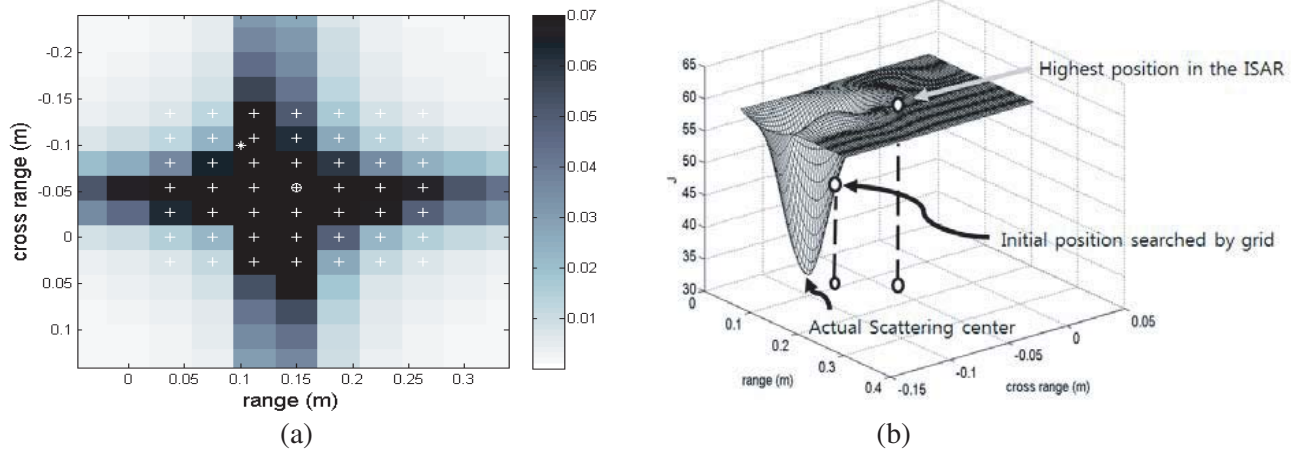 -0.2
-0.15
-0.1
-0.05
0
0.05
0.1
cross range (m)
0 0.05 0.1 0.15 0.2 0.25 0.3
range (m)
0.07
0.06
0.05
0.04
0.03
0.02
0.01
(a)
65
60
55
50
45
40
35
30
J
Highest position in the ISAR
Initial position searched by grid
Actual Scattering center
0
0.1
0.2
0.3
0.4
range (m)
-0.15
-0.1
-0.05
0
0.05
cross range (m)
(b)